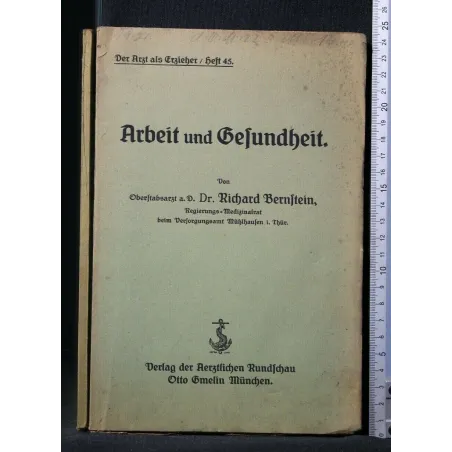 Der Arzt als Erzieher / Heft 45.
Arbeit und Gesundheit.
Von
Oberstabsarzt a. D. Dr. Richard Bernstein,
Regierungs-Medizinalrat
beim Versorgungsamt Mühlhausen i. Thür.
Verlag der Aerztlichen Rundschau
Otto Gmelin München.